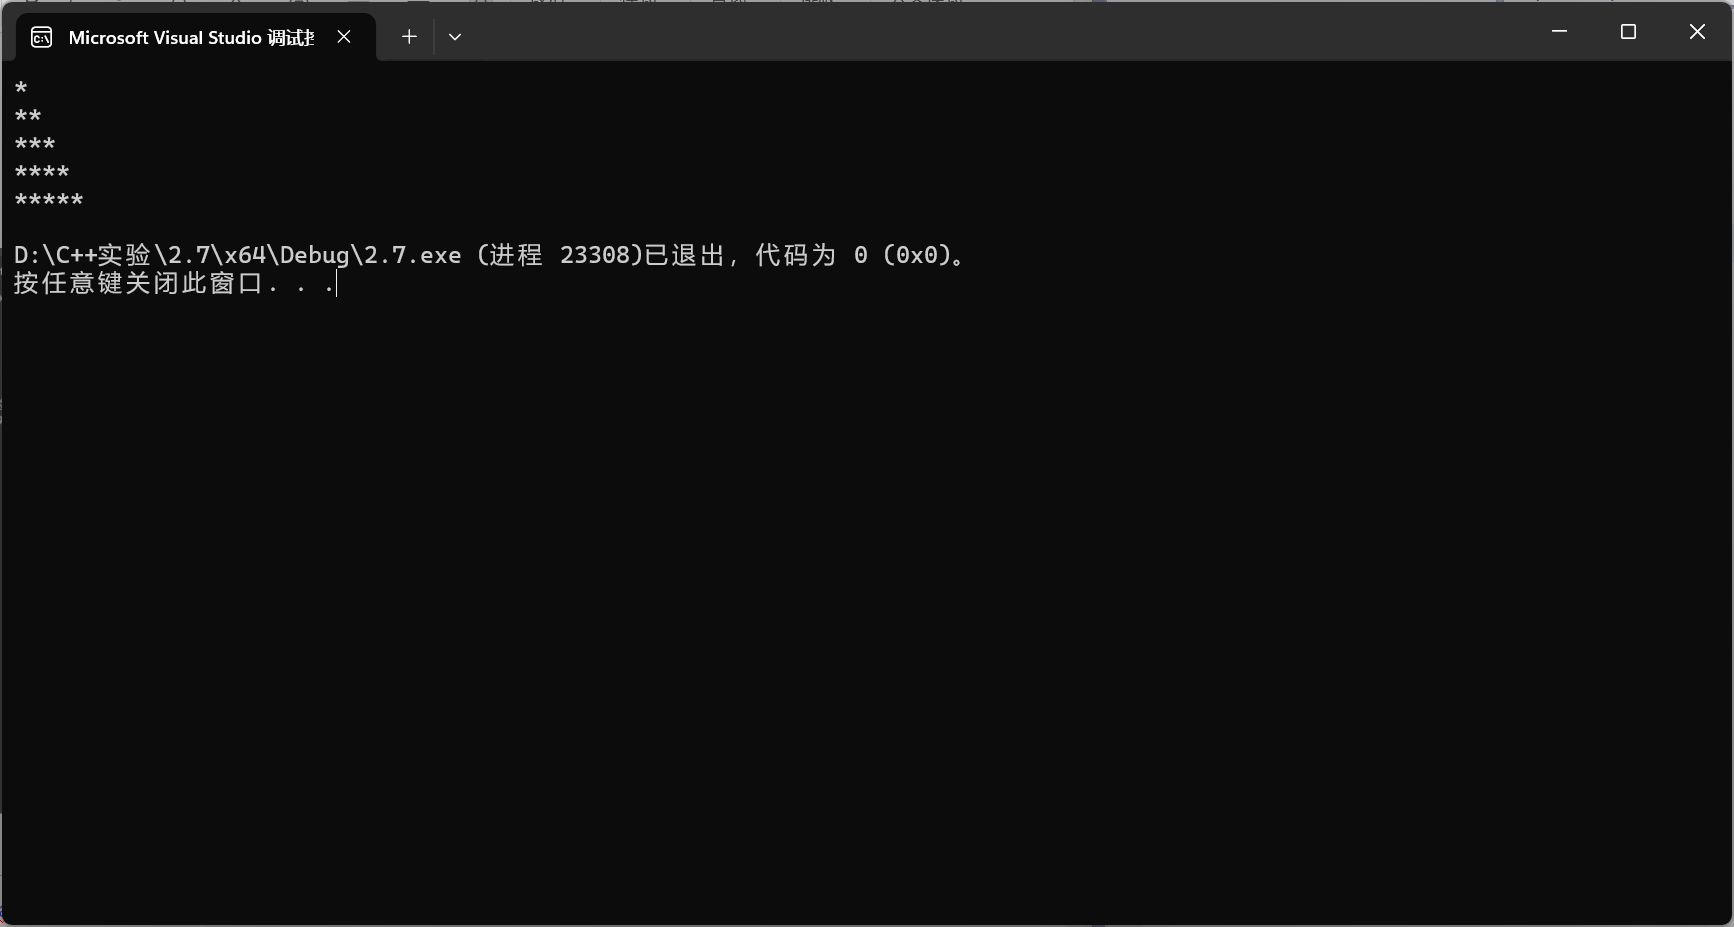 Microsoft Visual Studio 调试
*
**
***
****
*****
D:\C++实验\2.7\x64\Debug\2.7.exe (进程 23308)已退出，代码为 0 (0x0)。
按任意键关闭此窗口. . .